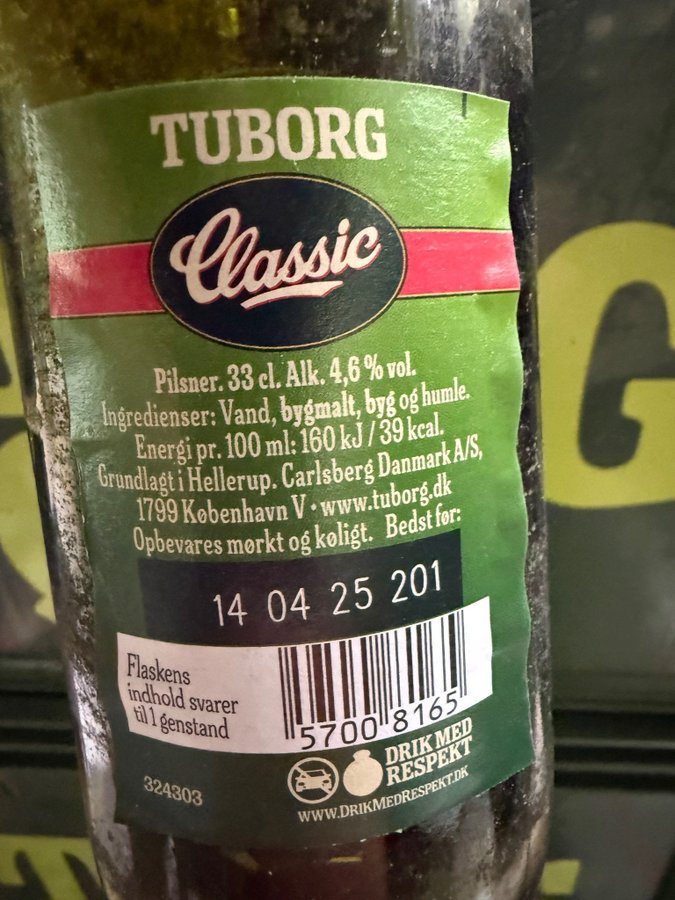 TUBORG
Classic
Pilsner. 33 cl. Alk. 4,6 % vol.
Ingredienser: Vand, bygmalt, byg og humle.
Energi pr. 100 ml: 160 kJ / 39 kcal.
Grundlagt i Hellerup. Carlsberg Danmark A/S,
1799 København V • www.tuborg.dk
Opbevares mørkt og køligt. Bedst før:
14 04 25 201
Flaskens
indhold svarer
til 1 genstand
5700 8165
DRIK MED
RESPEKT
WWW.DRIKMEDRESPEKT.DK
324303
G